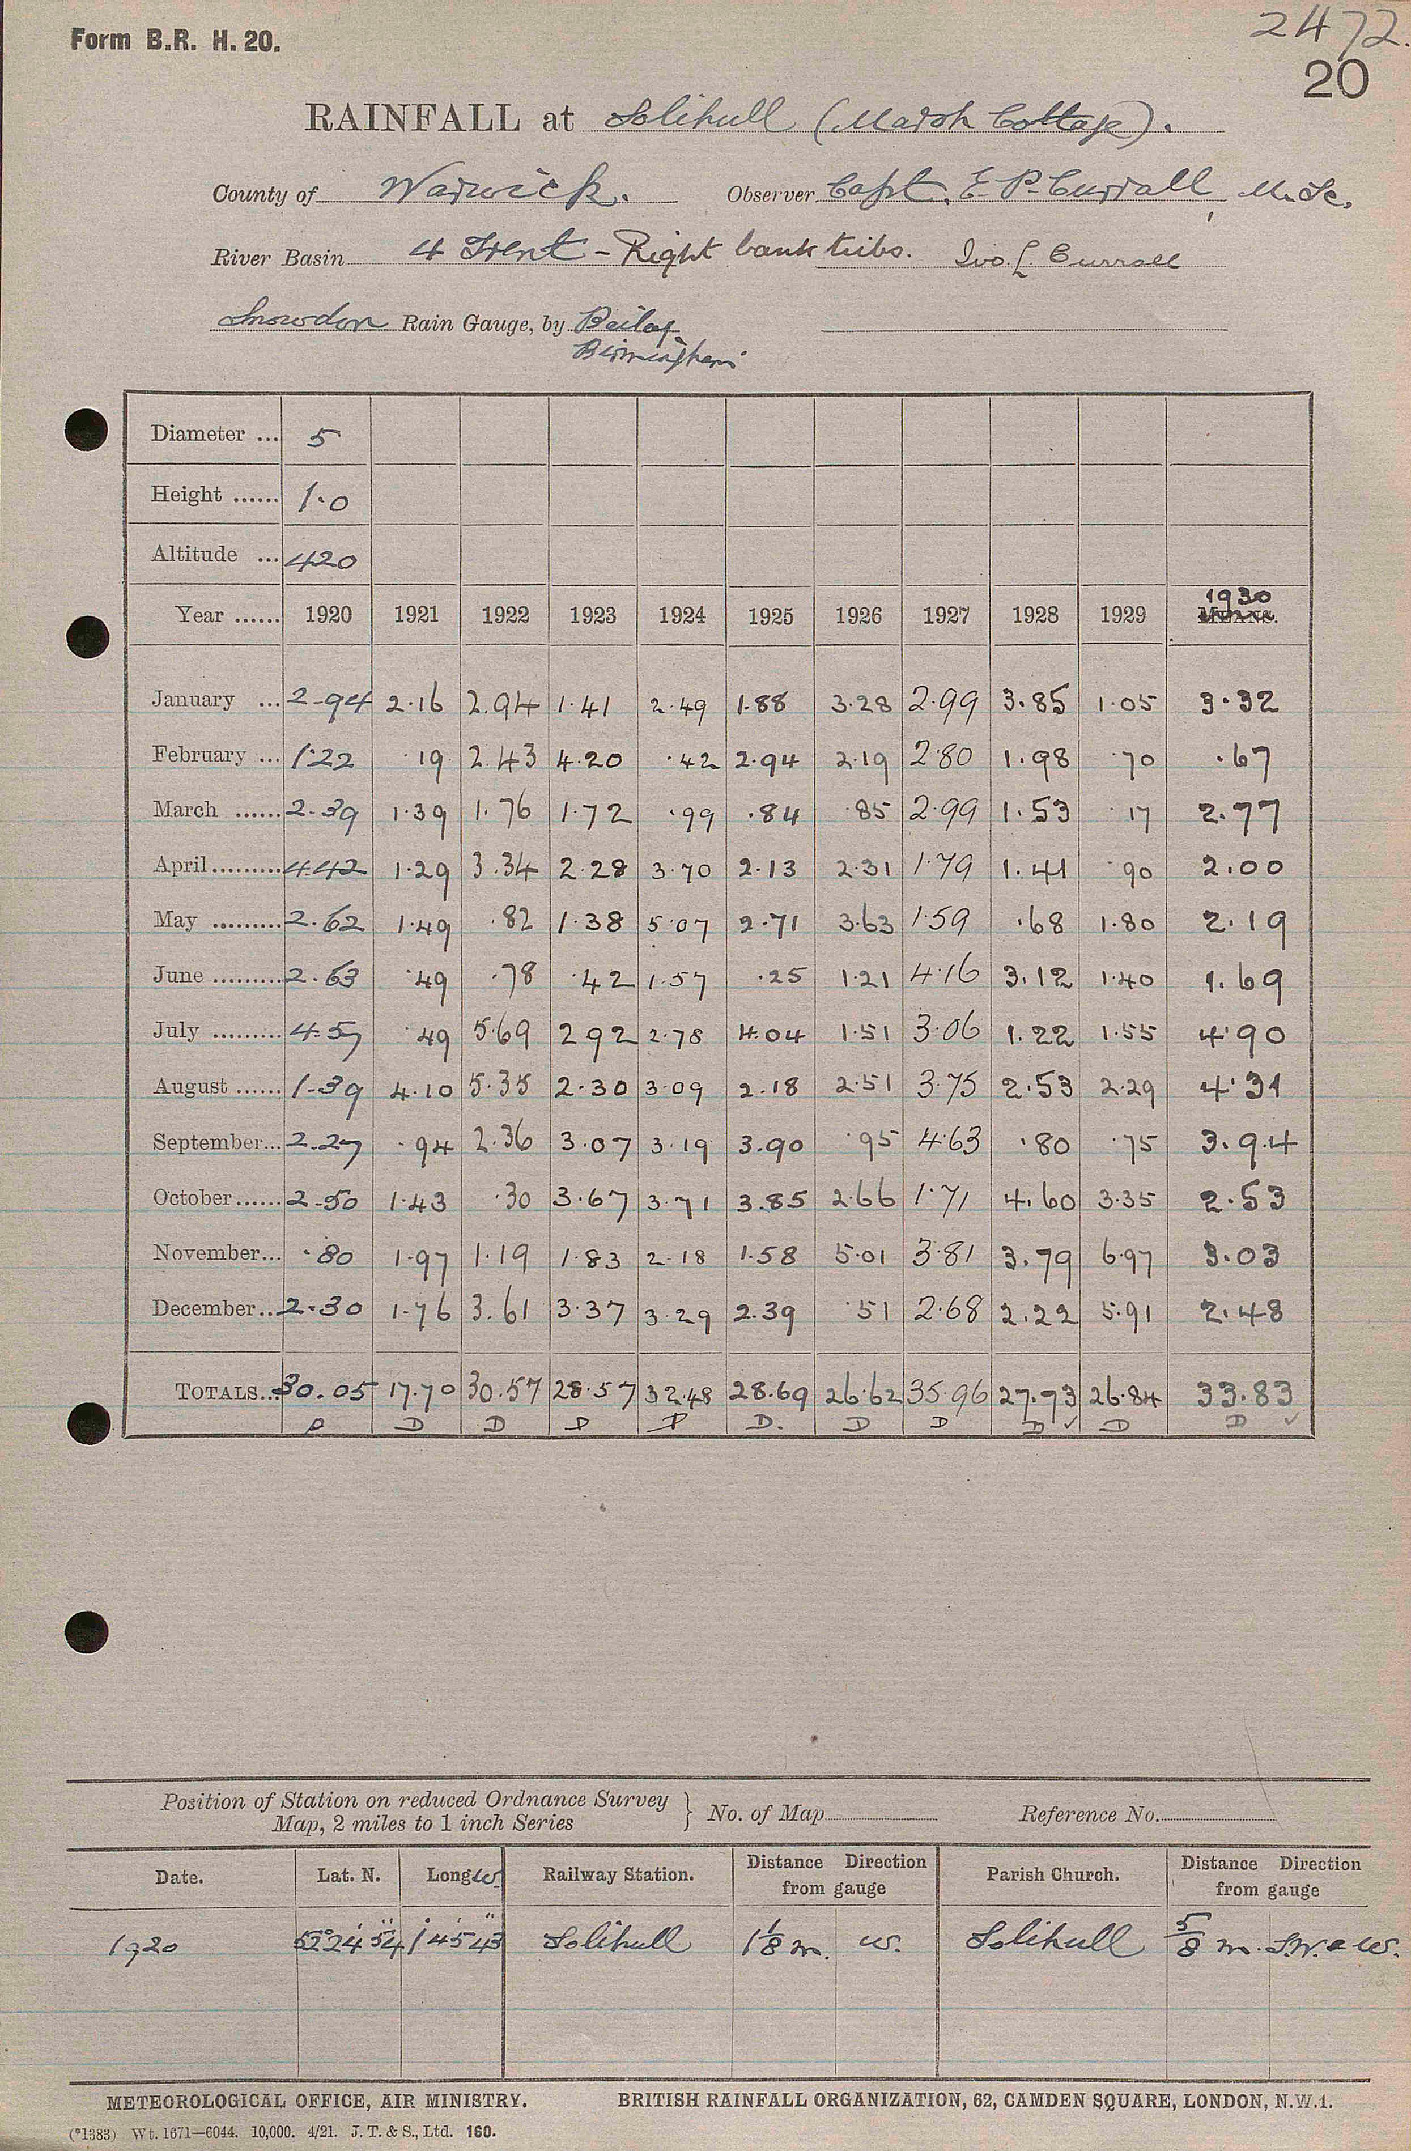 Form B.R. H. 20.
2472.
20
RAINFALL at Solihull (Marsh Cottage).
County of Warwick. Observer Capt. E P. Currall, M.Sc.
River Basin 4 Trent - Right bank tribs. Ivo L Currall
Snowdon Rain Gauge, by Bailey
Birmingham
Diameter ... 5
Height ...... 1.0
Altitude ... 420
1930
Year ...... 1920 1921 1922 1923 1924 1925 1926 1927 1928 1929 MEANS.
January ... 2.94 2.16 2.94 1.41 2.49 1.88 3.28 2.99 3.85 1.05 3.32
February ... 1.22 .19 2.43 4.20 .42 2.94 2.19 2.80 1.98 .70 .67
March ...... 2.39 1.39 1.76 1.72 .99 .84 .85 2.99 1.53 .17 2.77
April......... 4.42 1.29 3.34 2.28 3.70 2.13 2.31 1.79 1.41 .90 2.00
May ......... 2.62 1.49 .82 1.38 5.07 2.71 3.63 1.59 .68 1.80 2.19
June ......... 2.63 .49 .78 .42 1.57 .25 1.21 4.16 3.12 1.40 1.69
July ......... 4.57 .49 5.69 2.92 2.78 4.04 1.51 3.06 1.22 1.55 4.90
August ...... 1.39 4.10 5.35 2.30 3.09 2.18 2.51 3.75 2.53 2.29 4.31
September... 2.27 .94 2.36 3.07 3.19 3.90 .95 4.63 .80 .75 3.94
October...... 2.50 1.43 .30 3.67 3.71 3.85 2.66 1.71 4.60 3.35 2.53
November... .80 1.97 1.19 1.83 2.18 1.58 5.01 3.81 3.79 6.97 3.03
December... 2.30 1.76 3.61 3.37 3.29 2.39 .51 2.68 2.22 5.91 2.48
TOTALS... 30.05 17.70 30.57 28.57 32.48 28.69 26.62 35.96 27.73 26.84 33.83
D D D D D D. D D D ✓ D D ✓
Position of Station on reduced Ordnance Survey
Map, 2 miles to 1 inch Series } No. of Map Reference No.
Date. Lat. N. Long W. Railway Station. Distance Direction from gauge Parish Church. Distance Direction from gauge
1920 52° 24' 54" 1° 45' 43" Solihull 1 1/8 m. W. Solihull 5/8 m. S.W. a W.
METEOROLOGICAL OFFICE, AIR MINISTRY. BRITISH RAINFALL ORGANIZATION, 62, CAMDEN SQUARE, LONDON, N.W.1.
(*1383) Wt. 1671—6044. 10,000. 4/21. J. T. & S., Ltd. 160.